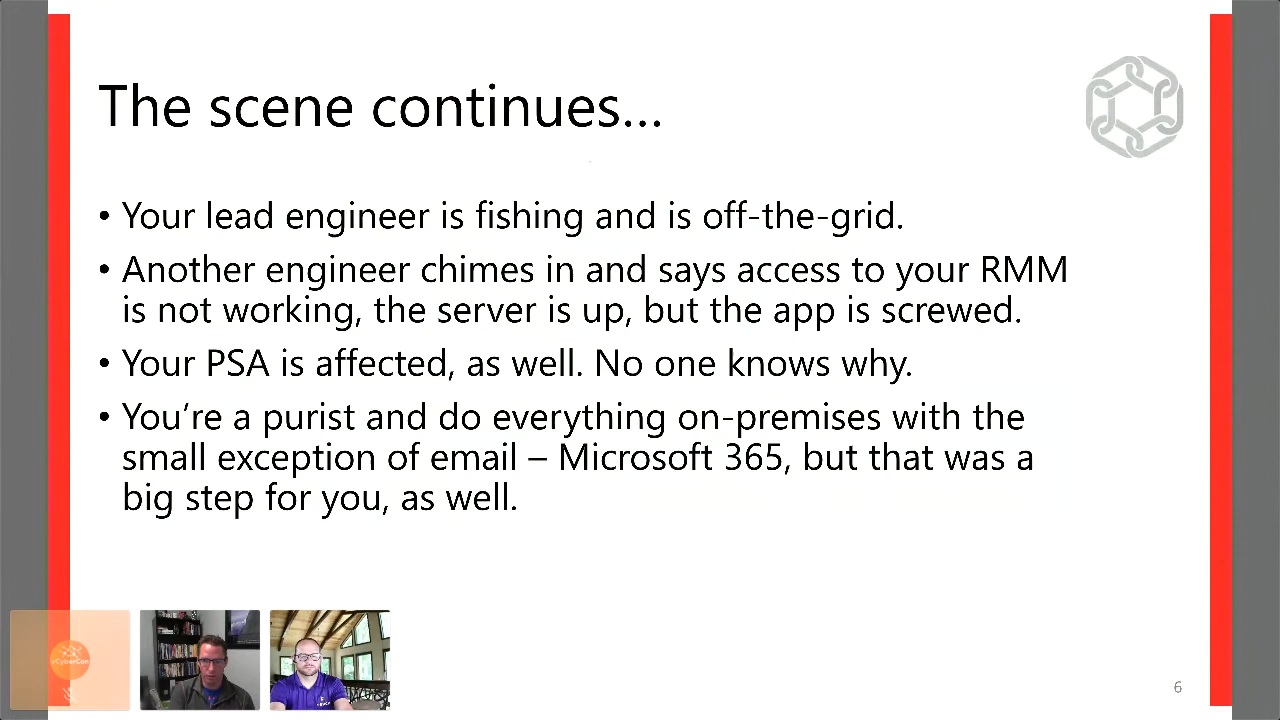 The scene continues...
• Your lead engineer is fishing and is off-the-grid.
• Another engineer chimes in and says access to your RMM
is not working, the server is up, but the app is screwed.
• Your PSA is affected, as well. No one knows why.
• You’re a purist and do everything on-premises with the
small exception of email – Microsoft 365, but that was a
big step for you, as well.
vCyberCon
6